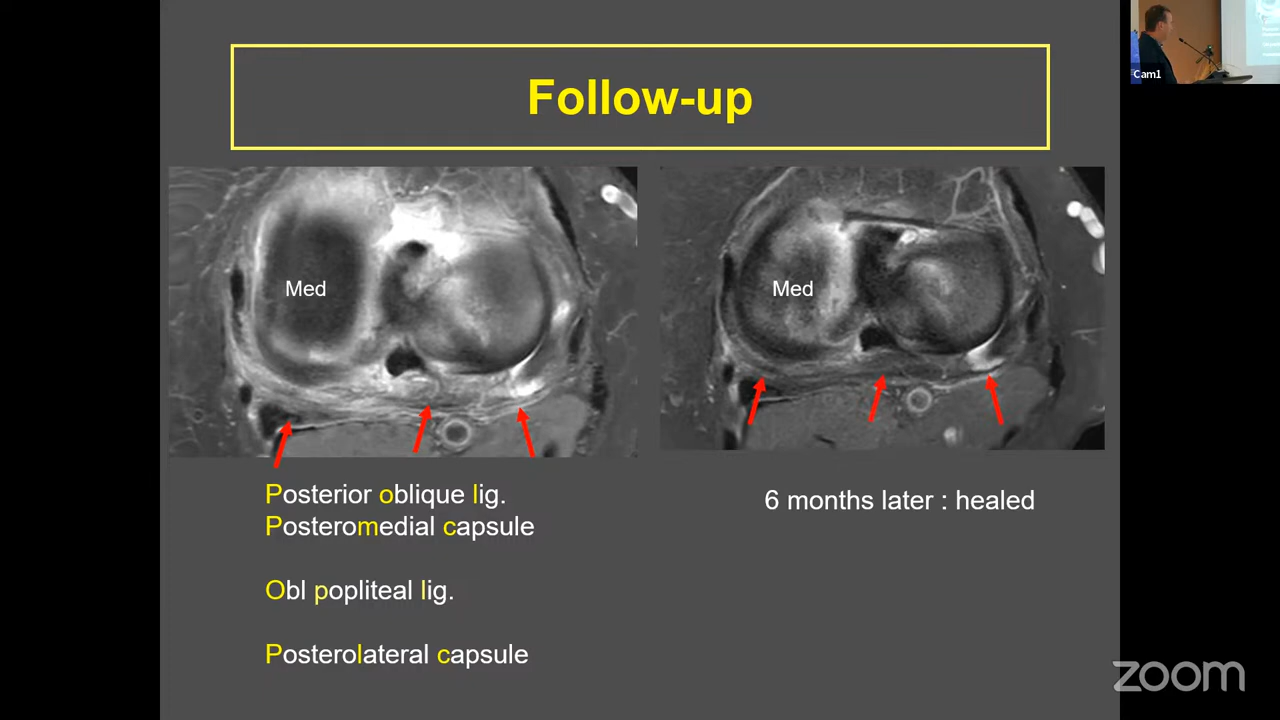 Follow-up
Cam1
Med
Med
Posterior oblique lig.
Posteromedial capsule
Obl popliteal lig.
Posterolateral capsule
6 months later : healed
zoom